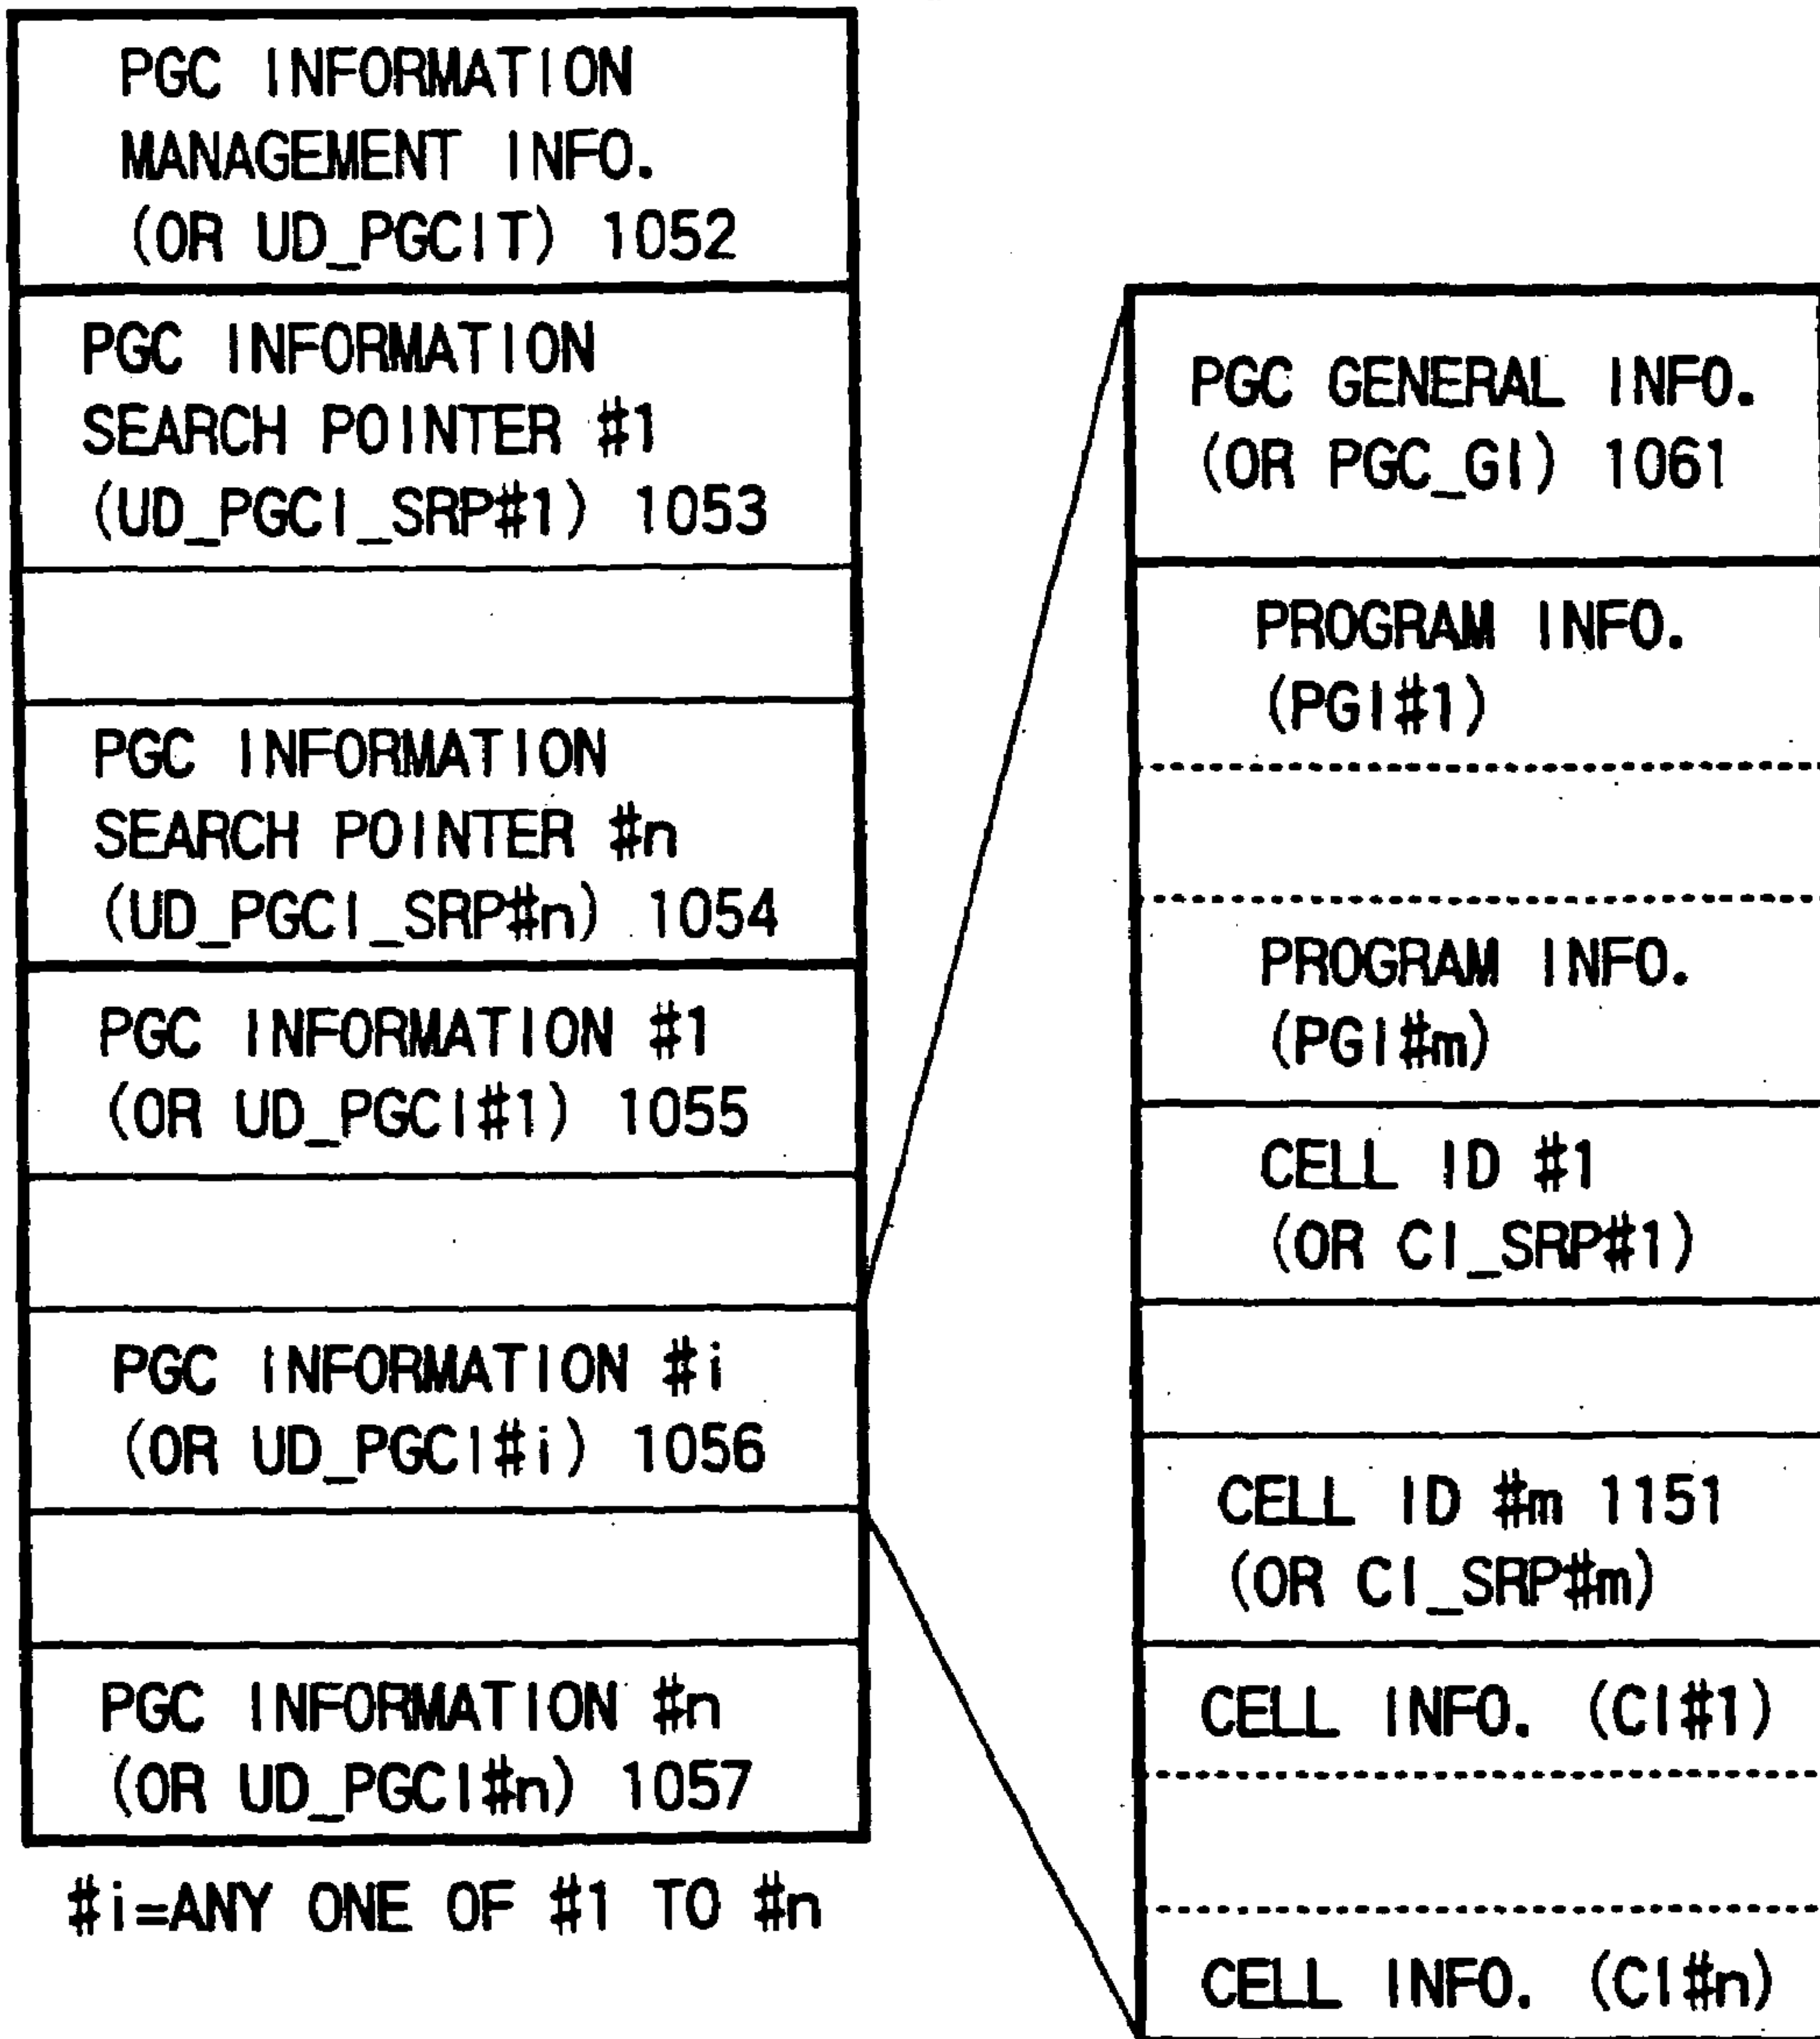 PGC INFORMATION
MANAGEMENT INFO.
(OR UD_PGCIT) 1052
PGC INFORMATION
SEARCH POINTER #1
(UD_PGCI_SRP#1) 1053
PGC INFORMATION
SEARCH POINTER #n
(UD_PGCI_SRP#n) 1054
PGC INFORMATION #1
(OR UD_PGCI#1) 1055
PGC INFORMATION #i
(OR UD_PGCI#i) 1056
PGC INFORMATION #n
(OR UD_PGCI#n) 1057
#i=ANY ONE OF #1 TO #n
PGC GENERAL INFO.
(OR PGC_GI) 1061
PROGRAM INFO.
(PGI#1)
PROGRAM INFO.
(PGI#m)
CELL ID #1
(OR CI_SRP#1)
CELL ID #m 1151
(OR CI_SRP#m)
CELL INFO. (CI#1)
CELL INFO. (CI#n)